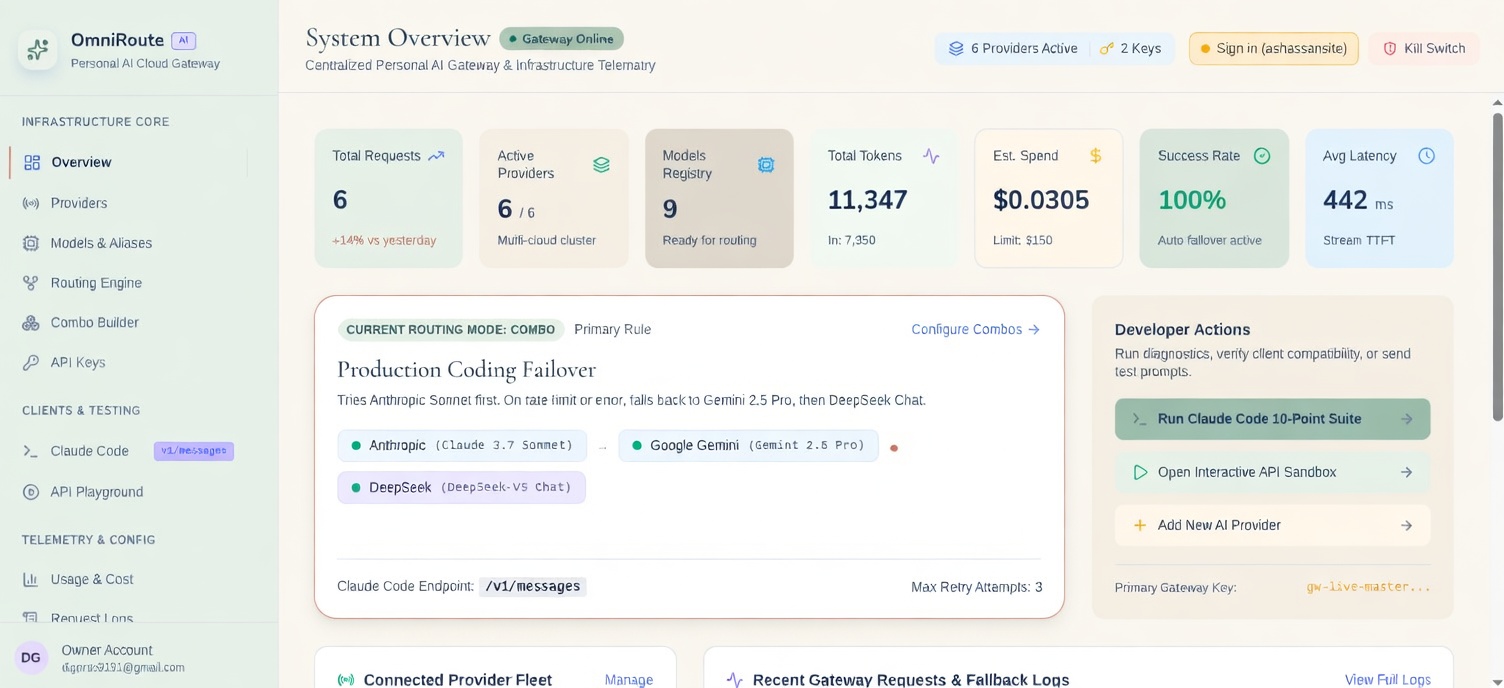 OmniRoute AI
Personal AI Cloud Gateway
INFRASTRUCTURE CORE
Overview
Providers
Models & Aliases
Routing Engine
Combo Builder
API Keys
CLIENTS & TESTING
Claude Code v1/messages
API Playground
TELEMETRY & CONFIG
Usage & Cost
Request Logs
DG
Owner Account
System Overview
Gateway Online
Centralized Personal AI Gateway & Infrastructure Telematry
6 Providers Active
2 Keys
Sign in (ashassansite)
Kill Switch
Total Requests
6
+14% vs yesterday
Active
Providers
6 / 6
Multi-cloud cluster
Models
Registry
9
Ready for routing
Total Tokens
11,347
In: 7,350
Est. Spend
$0.0305
Limit: $150
Success Rate
100%
Auto failover active
Avg Latency
442 ms
Stream TTFT
CURRENT ROUTING MODE: COMBO Primary Rule
Configure Combos →
Production Coding Failover
Tries Anthropic Sonnet first. On rate limit or error, falls back to Gemini 2.5 Pro, then DeepSeek Chat.
Anthropic (Claude 3.7 Sonnet)
Google Gemini (Gemini 2.5 Pro)
DeepSeek (DeepSeek-V3 Chat)
Claude Code Endpoint: /v1/messages
Max Retry Attempts: 3
Developer Actions
Run diagnostics, verify client compatibility, or send
test prompts.
Run Claude Code 10-Point Suite →
Open Interactive API Sandbox →
Add New AI Provider →
Primary Gateway Key: gw-live-master...
Connected Provider Fleet
Manage
Recent Gateway Requests & Fallback Logs
View Full Logs